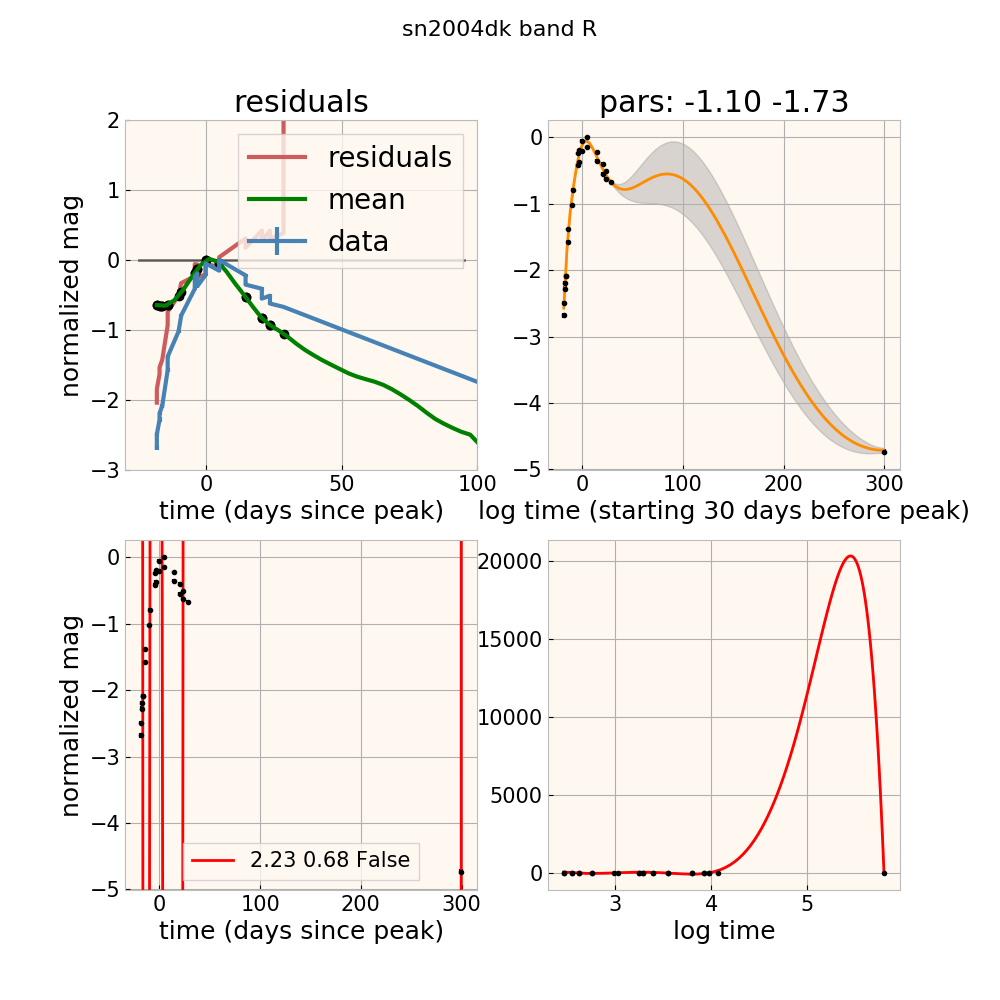 sn2004dk band R
residuals
2
1
0
−1
−2
−3
normalized mag
residuals
mean
data
0
50
100
time (days since peak)
pars: -1.10 -1.73
0
−1
−2
−3
−4
−5
0
100
200
300
log time (starting 30 days before peak)
0
−1
−2
−3
−4
−5
normalized mag
2.23 0.68 False
0
100
200
300
time (days since peak)
20000
15000
10000
5000
0
3
4
5
log time